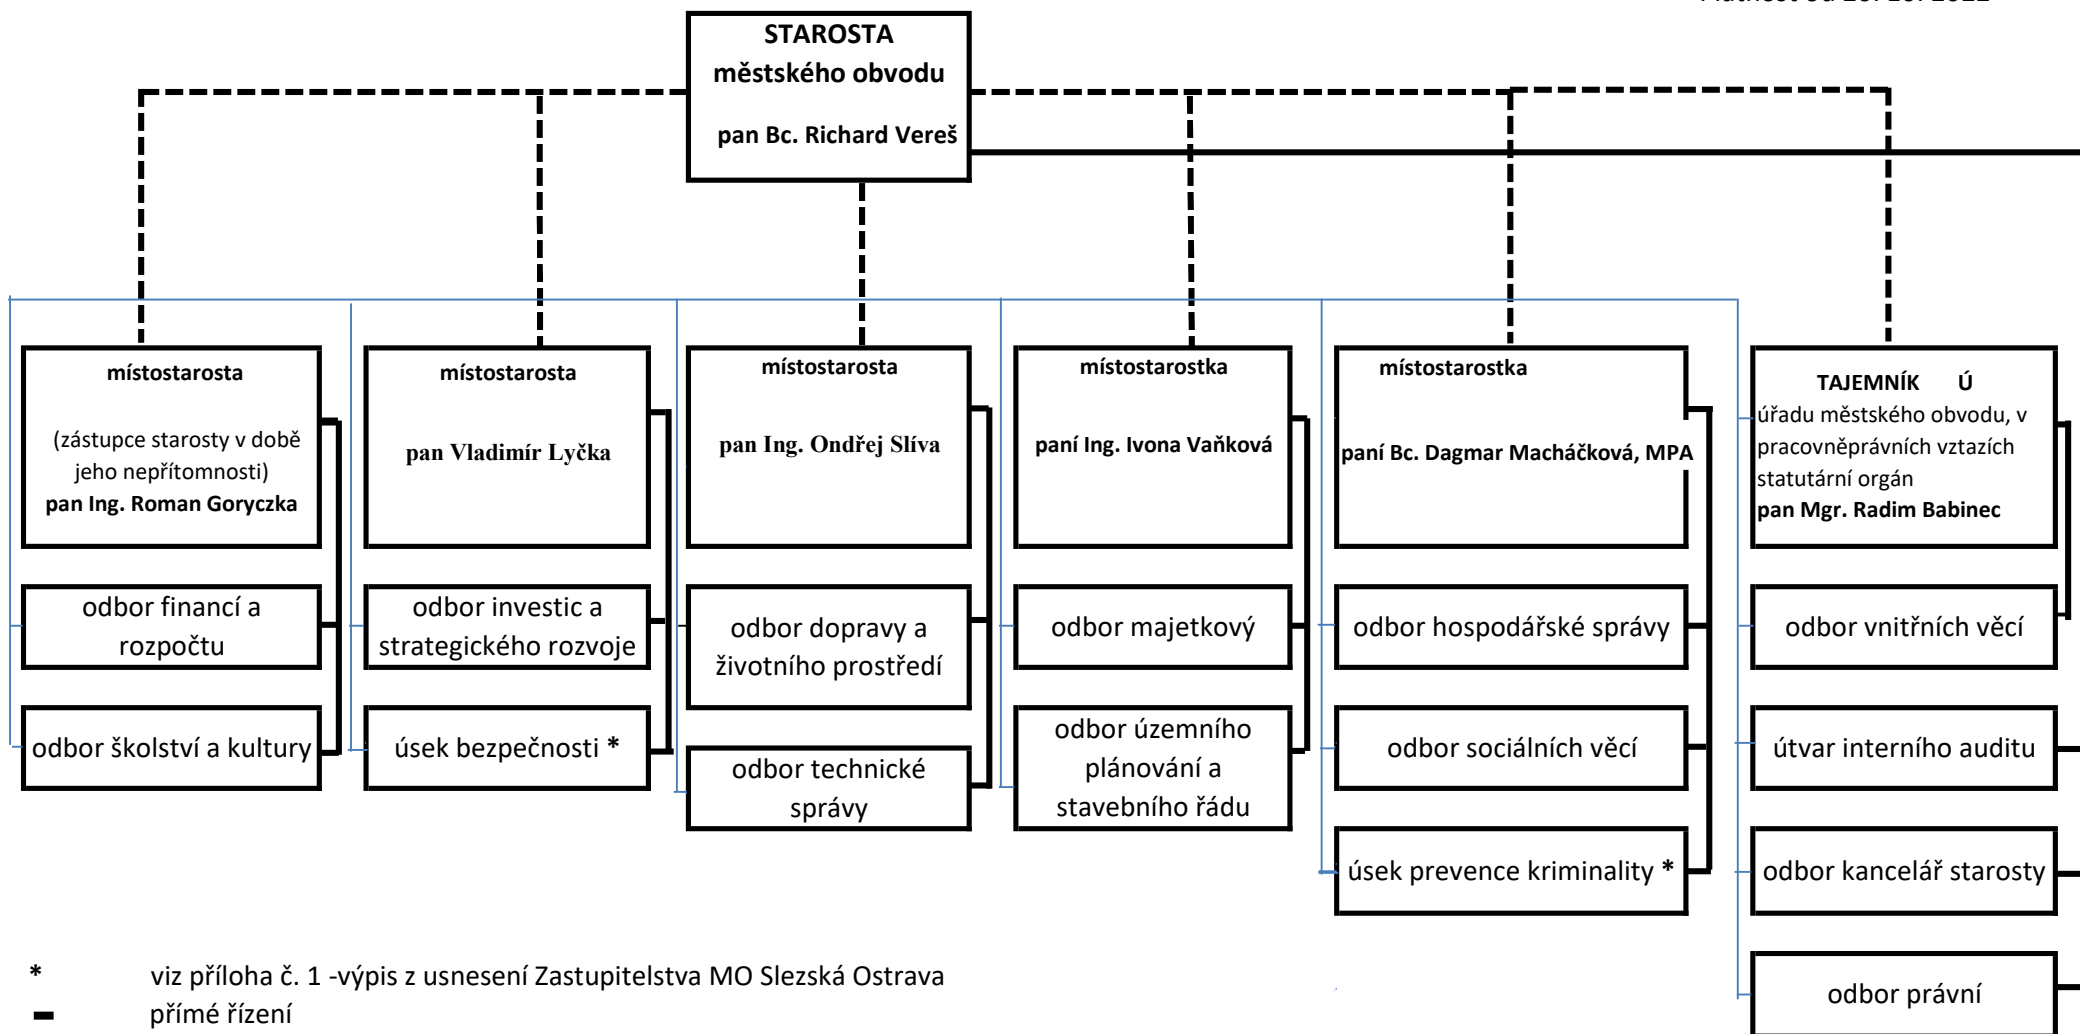 STAROSTA
městského obvodu
pan Bc. Richard Vereš
místostarosta
(zástupce starosty v době
jeho nepřítomnosti)
pan Ing. Roman Goryczka
místostarosta
pan Vladimír Lyčka
místostarosta
pan Ing. Ondřej Slíva
místostarostka
paní Ing. Ivona Vaňková
místostarostka
paní Bc. Dagmar Macháčková, MPA
TAJEMNÍK Ú
úřadu městského obvodu, v
pracovněprávních vztazích
statutární orgán
pan Mgr. Radim Babinec
odbor financí a
rozpočtu
odbor investic a
strategického rozvoje
odbor dopravy a
životního prostředí
odbor majetkový
odbor hospodářské správy
odbor vnitřních věcí
odbor školství a kultury
úsek bezpečnosti *
odbor technické
správy
odbor územního
plánování a
stavebního řádu
odbor sociálních věcí
útvar interního auditu
úsek prevence kriminality *
odbor kancelář starosty
odbor právní
* viz příloha č. 1 -výpis z usnesení Zastupitelstva MO Slezská Ostrava
přímé řízení